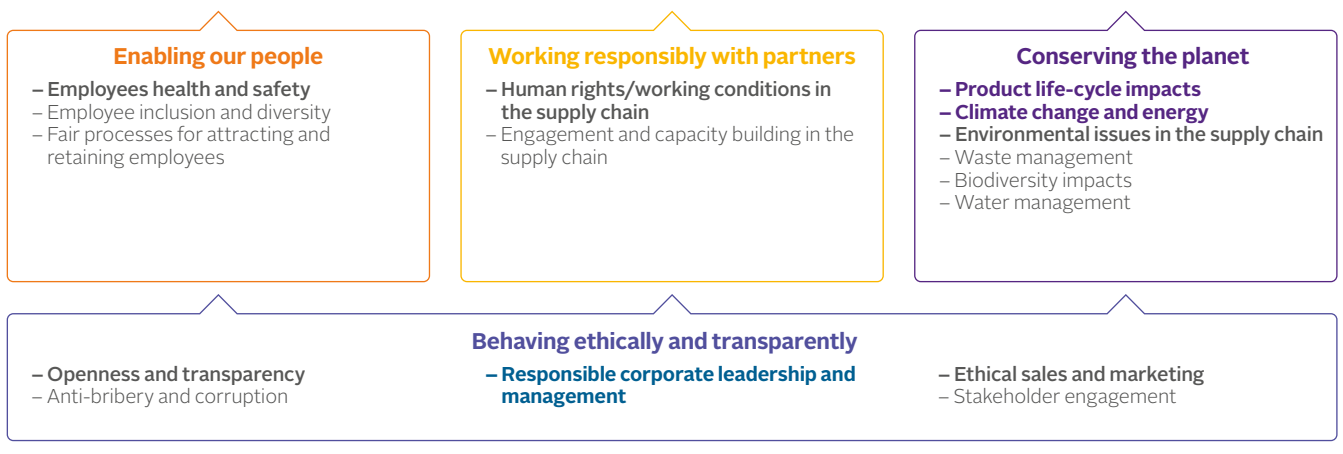 Enabling our people
– Employees health and safety
– Employee inclusion and diversity
– Fair processes for attracting and
retaining employees
Working responsibly with partners
– Human rights/working conditions in
the supply chain
– Engagement and capacity building in the
supply chain
Conserving the planet
– Product life-cycle impacts
– Climate change and energy
– Environmental issues in the supply chain
– Waste management
– Biodiversity impacts
– Water management
Behaving ethically and transparently
– Openness and transparency
– Anti-bribery and corruption
– Responsible corporate leadership and
management
– Ethical sales and marketing
– Stakeholder engagement